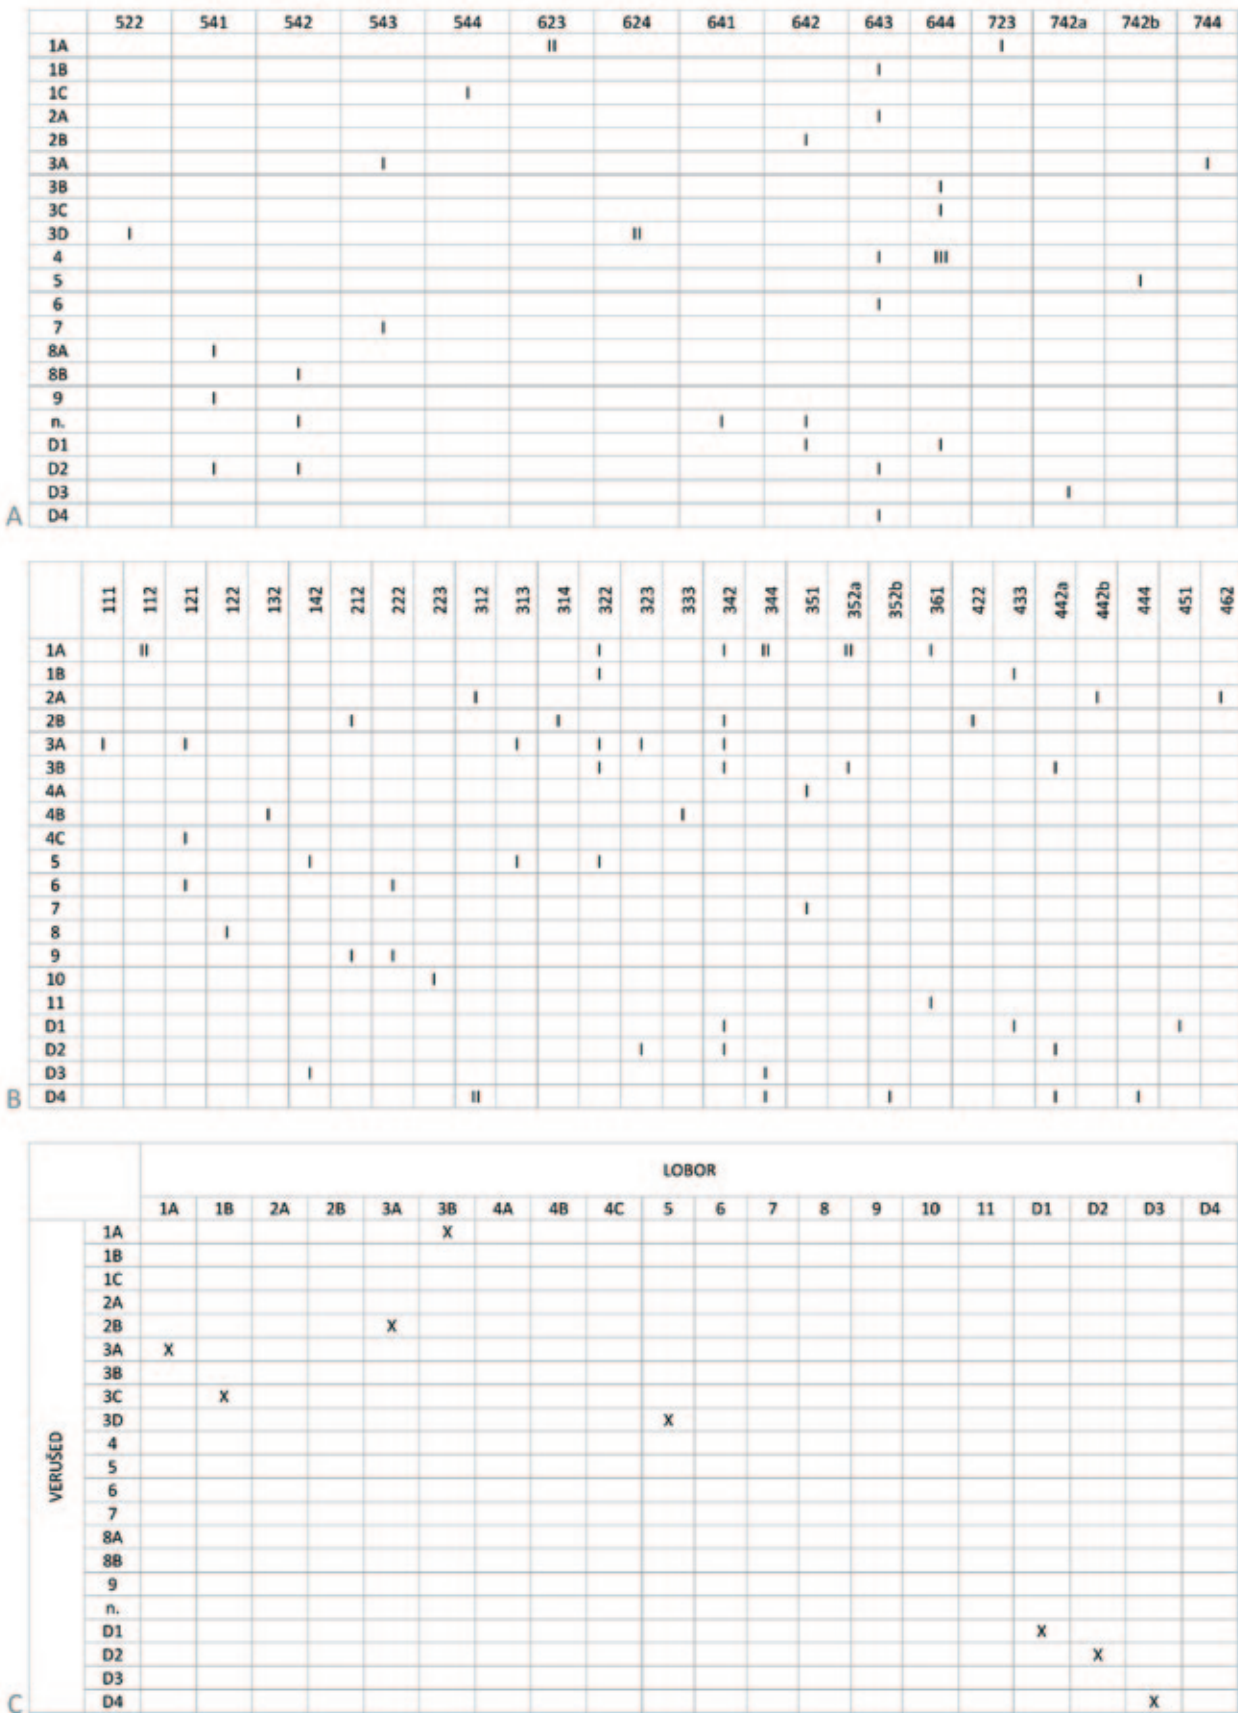 522 541 542 543 544 623 624 641 642 643 644 723 742a 742b 744
1A II I
1B I
1C I
2A I
2B I
3A I I
3B I
3C I
3D I II
4 I III
5 I
6 I
7 I
8A I
8B I
9 I
n. I I I
D1 I I
D2 I I I
D3 I
D4 I
A
111 112 121 122 132 142 212 222 223 312 313 314 322 323 333 342 344 351 352a 352b 361 422 433 442a 442b 444 451 462
1A II I I II II I
1B I I
2A I I I
2B I I I I
3A I I I I I I
3B I I I I
4A I
4B I I
4C I
5 I I I
6 I I
7 I
8 I
9 I I
10 I
11 I
D1 I I I
D2 I I I
D3 I I
D4 II I I I I
B
LOBOR
1A 1B 2A 2B 3A 3B 4A 4B 4C 5 6 7 8 9 10 11 D1 D2 D3 D4
VERUŠED
1A X
1B
1C
2A
2B X
3A X
3B
3C X
3D X
4
5
6
7
8A
8B
9
n.
D1 X
D2 X
D3
D4 X
C